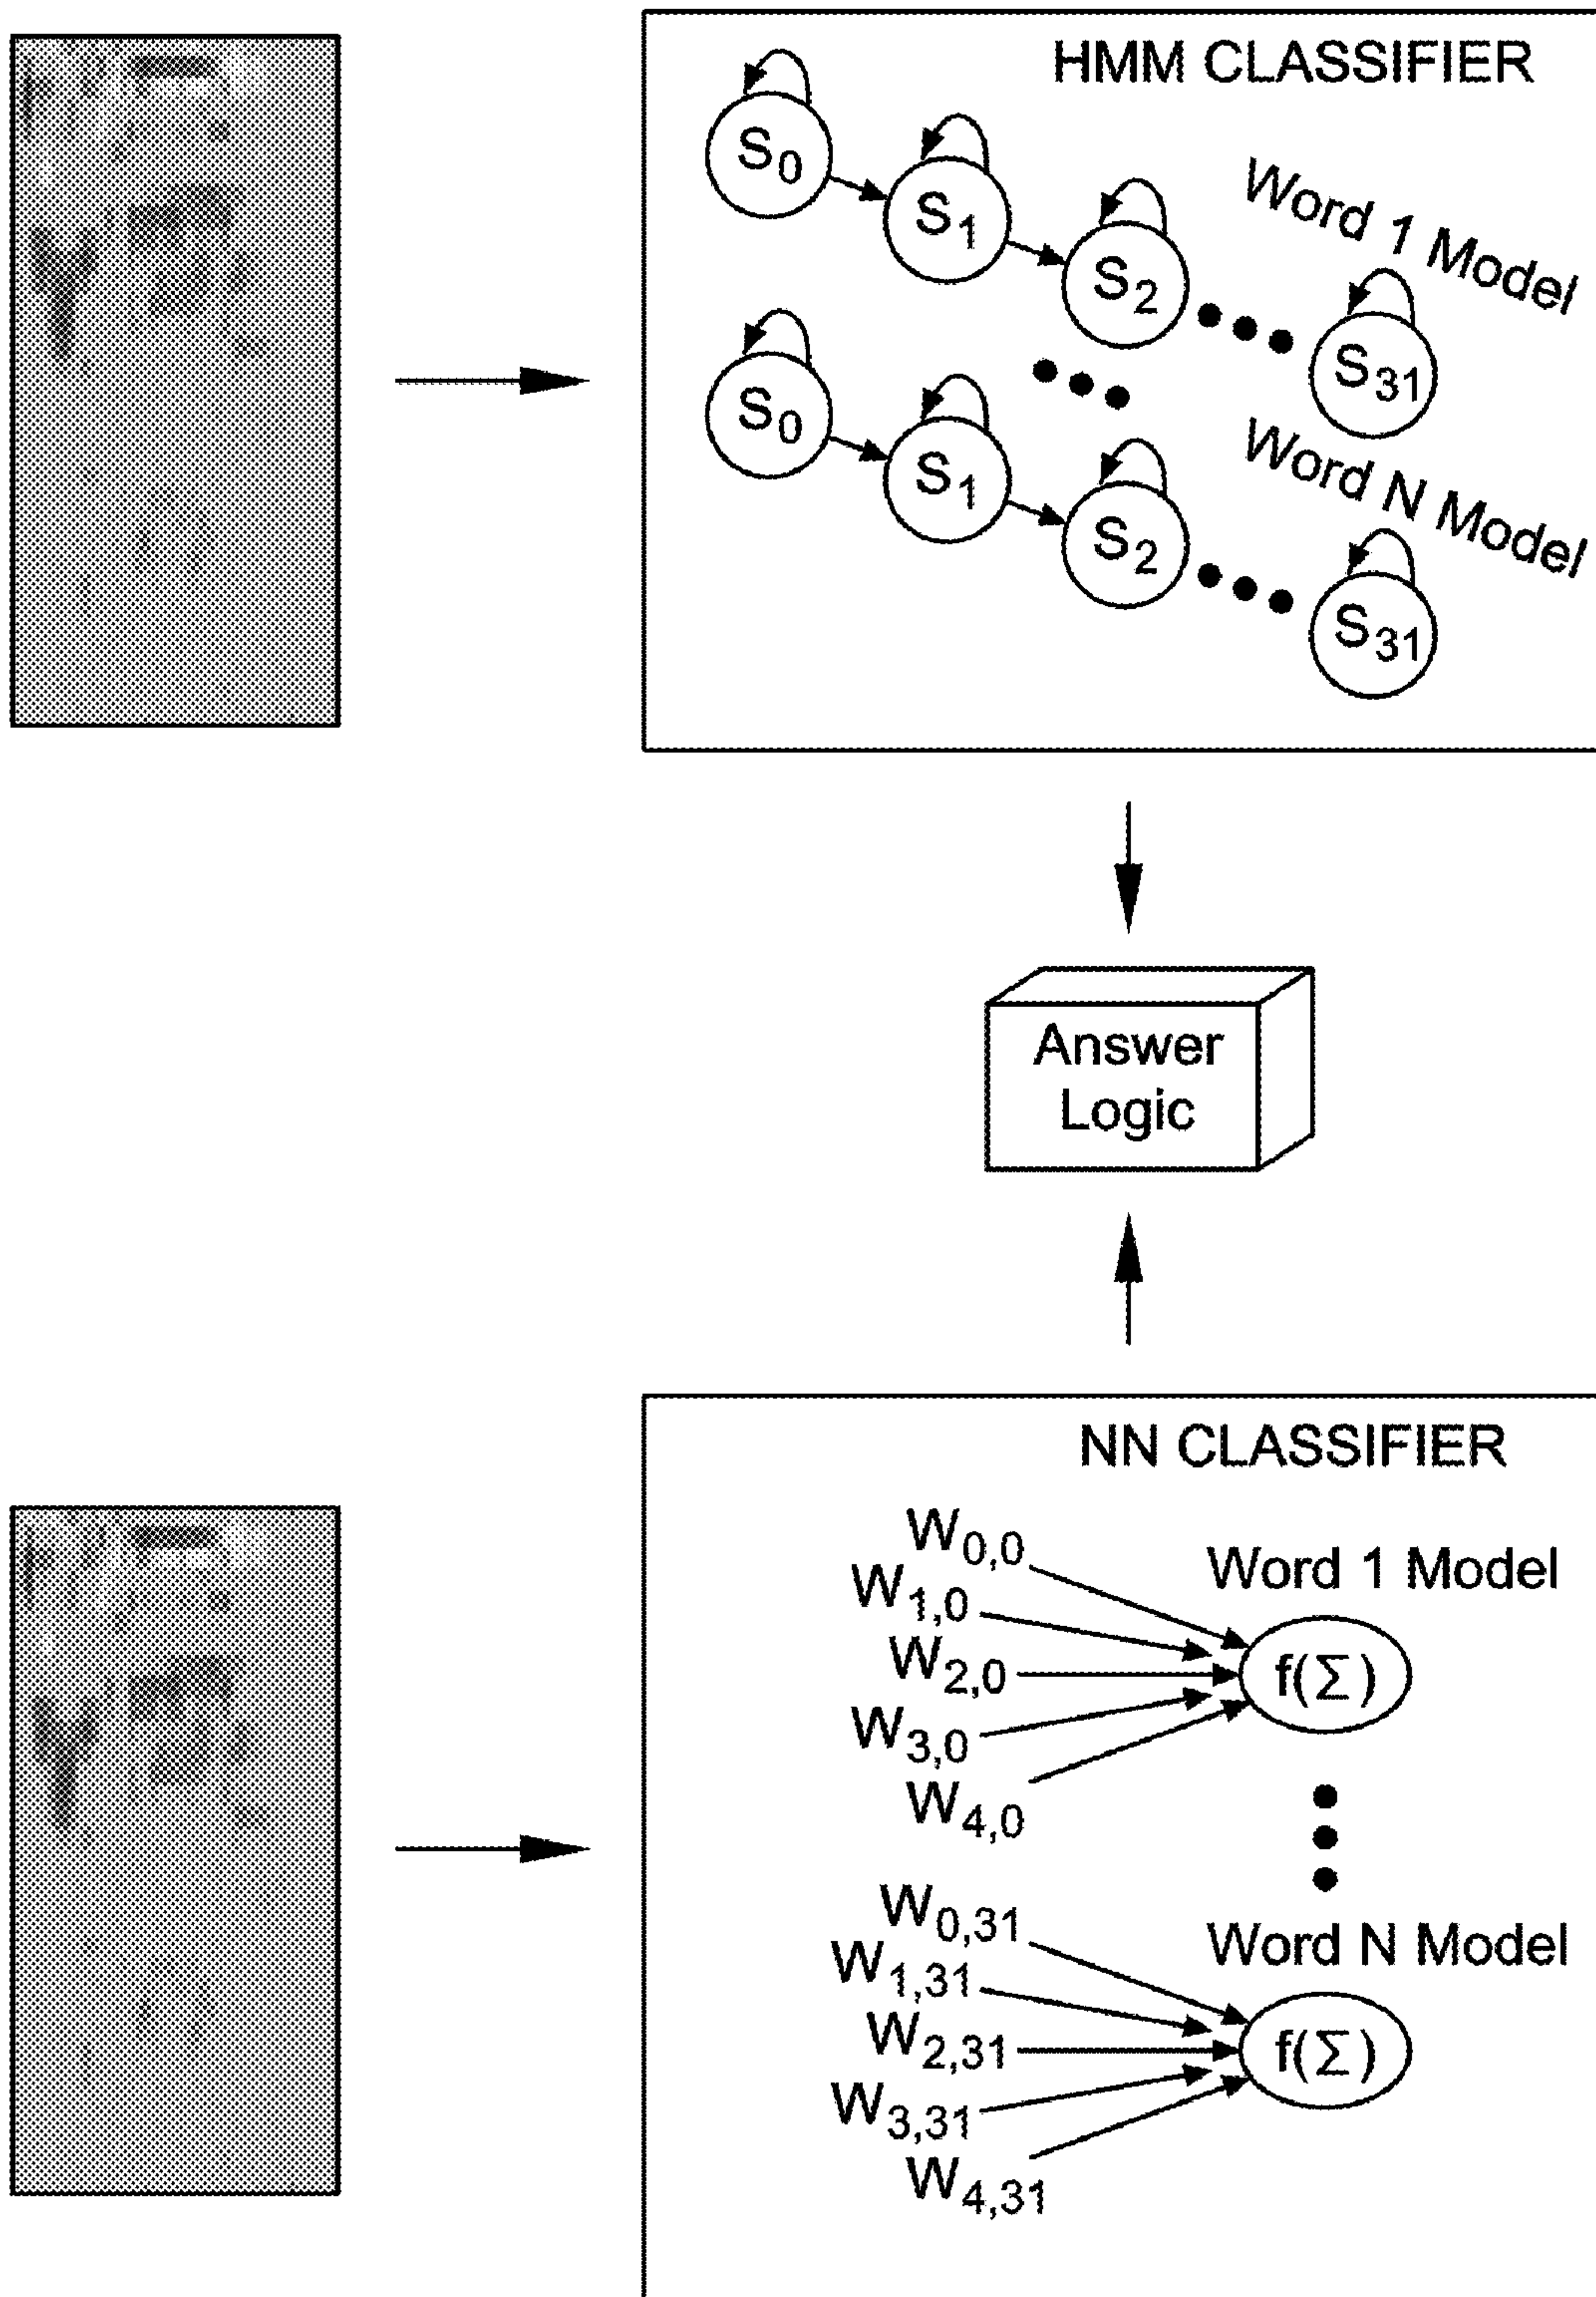 HMM CLASSIFIER
S0
S1
S2
S31
Word 1 Model
S0
S1
S2
S31
Word N Model
Answer
Logic
NN CLASSIFIER
W0,0
W1,0
W2,0
W3,0
W4,0
Word 1 Model
f(Σ)
W0,31
W1,31
W2,31
W3,31
W4,31
Word N Model
f(Σ)